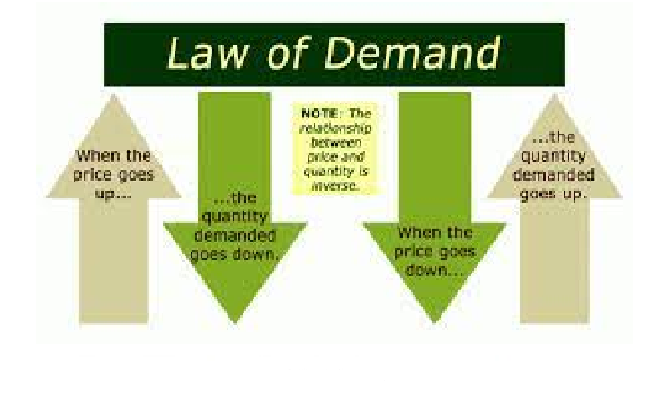 Law of Demand
When the
price goes
up...
...the
quantity
demanded
goes down.
NOTE: The
relationship
between
price and
quantity is
inverse.
When the
price goes
down...
...the
quantity
demanded
goes up.